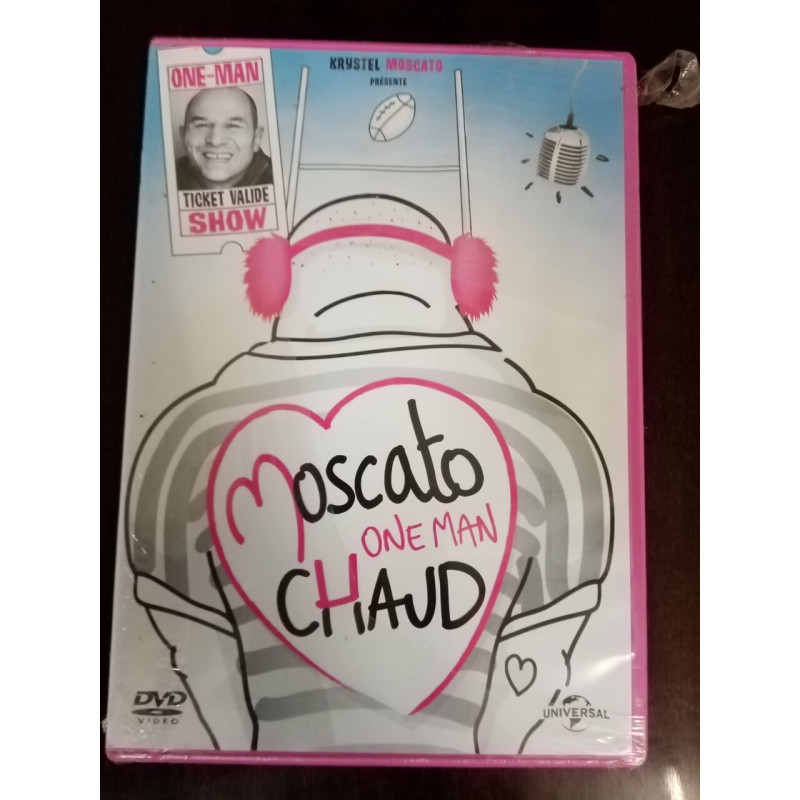 ONE-MAN
TICKET VALIDE
SHOW
KRYSTEL MOSCATO
PRÉSENTE
MOSCATO
ONE MAN
CHAUD
DVD
VIDEO
UNIVERSAL